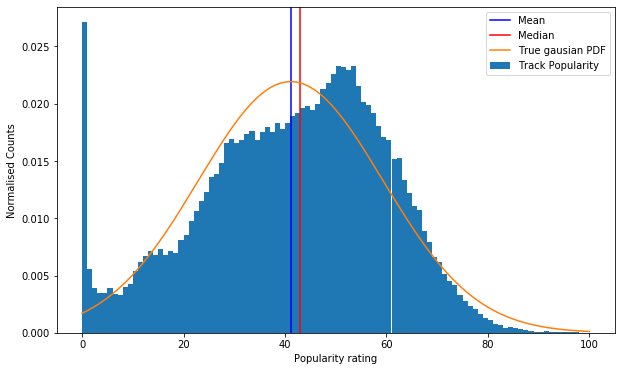 Mean
Median
True gausian PDF
Track Popularity
0.025
0.020
0.015
0.010
0.005
0.000
Normalised Counts
0 20 40 60 80 100
Popularity rating